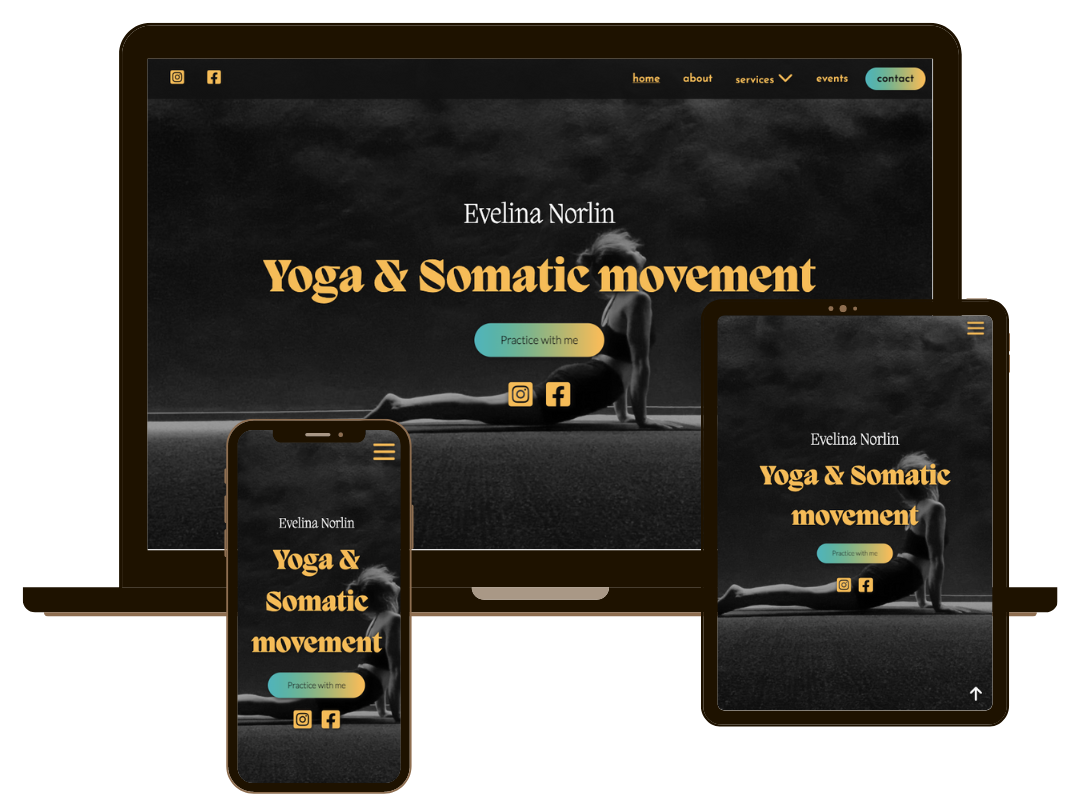 home about services events contact
Evelina Norlin
Yoga & Somatic movement
Practice with me
Evelina Norlin
Yoga & Somatic
movement
Practice with me
Evelina Norlin
Yoga &
Somatic
movement
Practice with me